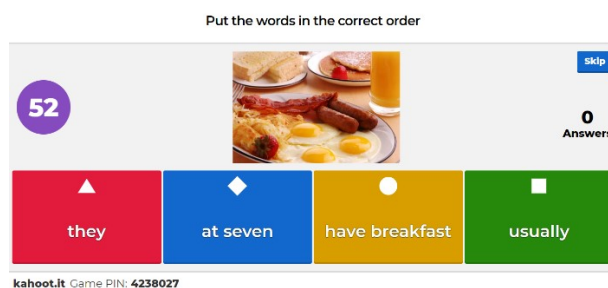 Put the words in the correct order
Skip
52
0
Answers
they
at seven
have breakfast
usually
kahoot.it Game PIN: 4238027